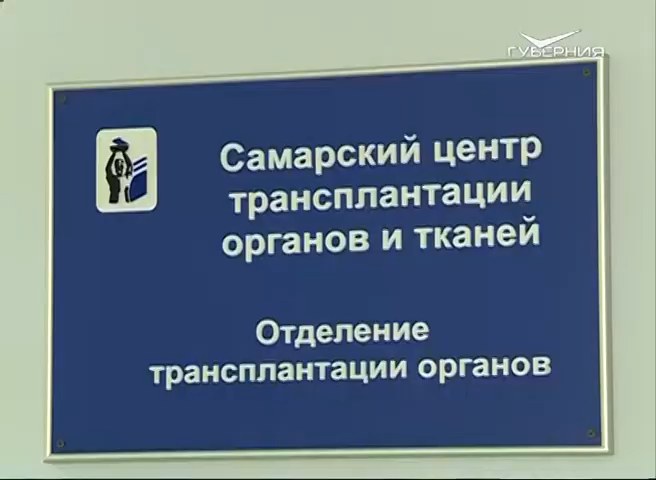 ГУБЕРНИЯ
Самарский центр
трансплантации
органов и тканей
Отделение
трансплантации органов